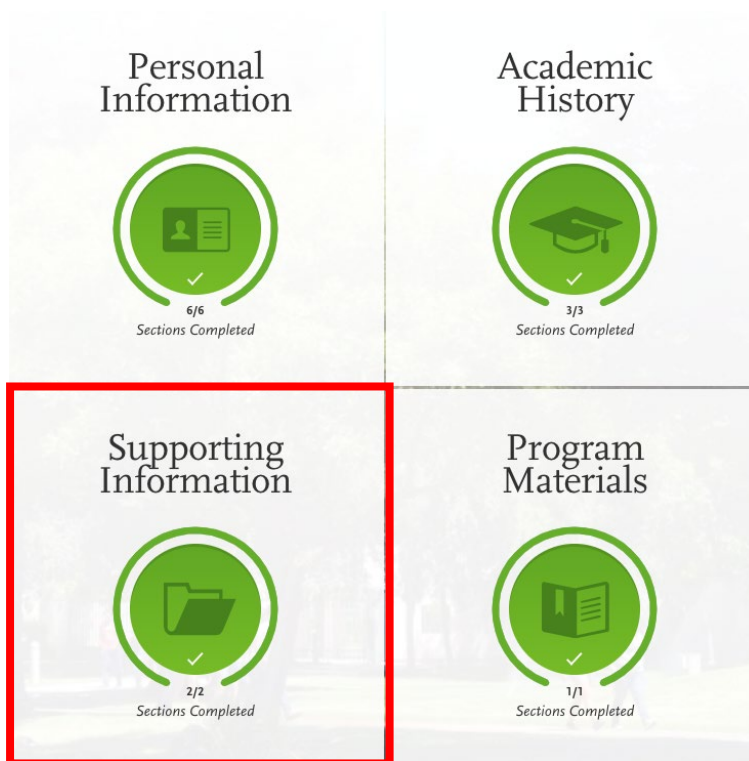 Personal
Information
6/6
Sections Completed
Academic
History
3/3
Sections Completed
Supporting
Information
2/2
Sections Completed
Program
Materials
1/1
Sections Completed